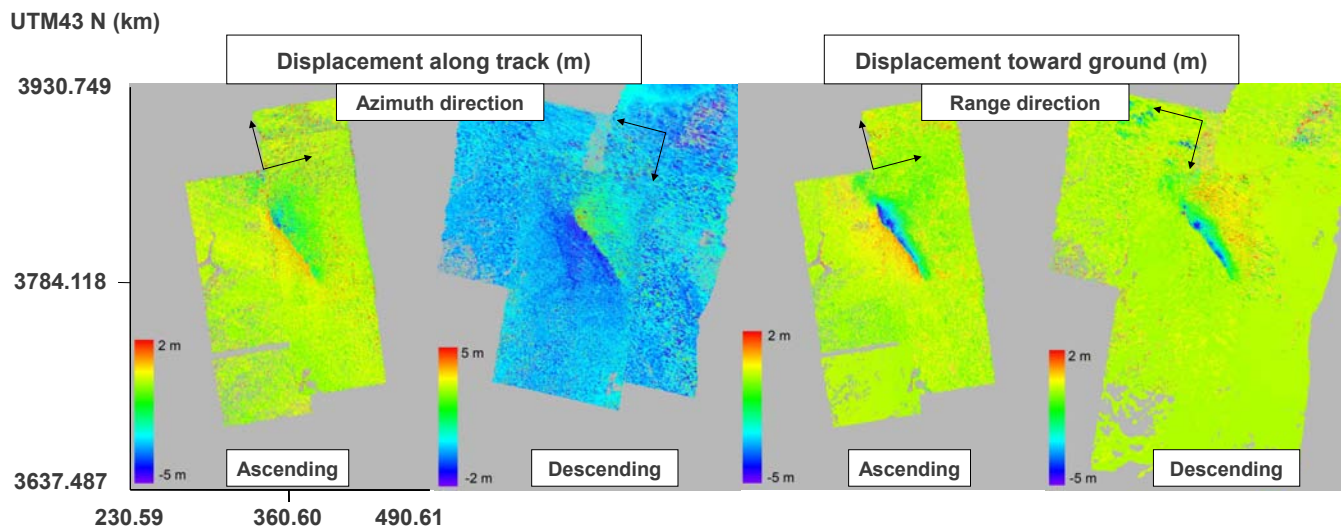 UTM43 N (km)
Displacement along track (m)
Displacement toward ground (m)
3930.749
Azimuth direction
Range direction
3784.118
2 m
5 m
2 m
2 m
-5 m
-2 m
-5 m
-5 m
Ascending
Descending
Ascending
Descending
3637.487
230.59
360.60
490.61